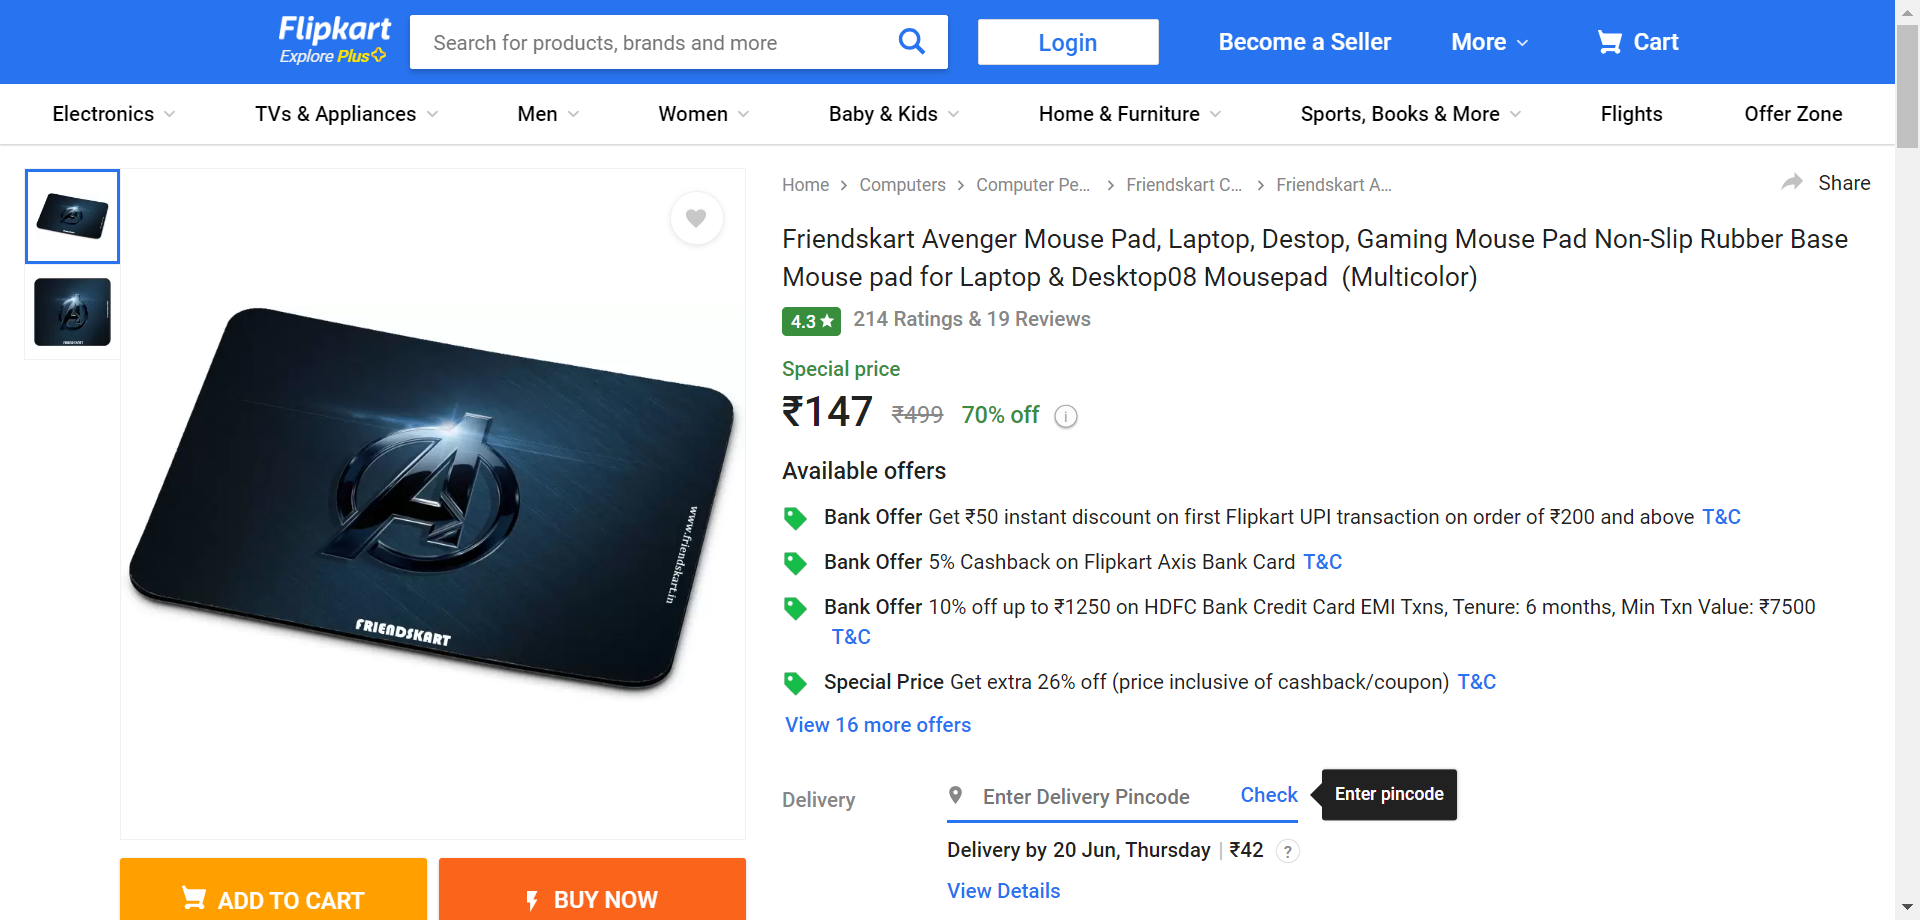 Flipkart
Explore Plus
Search for products, brands and more
Login
Become a Seller
More
Cart
Electronics
TVs & Appliances
Men
Women
Baby & Kids
Home & Furniture
Sports, Books & More
Flights
Offer Zone
Home
Computers
Computer Pe...
Friendskart C...
Friendskart A...
Share
Friendskart Avenger Mouse Pad, Laptop, Destop, Gaming Mouse Pad Non-Slip Rubber Base
Mouse pad for Laptop & Desktop08 Mousepad (Multicolor)
4.3
214 Ratings & 19 Reviews
Special price
₹147 ₹499 70% off
Available offers
Bank Offer Get ₹50 instant discount on first Flipkart UPI transaction on order of ₹200 and above T&C
Bank Offer 5% Cashback on Flipkart Axis Bank Card T&C
Bank Offer 10% off up to ₹1250 on HDFC Bank Credit Card EMI Txns, Tenure: 6 months, Min Txn Value: ₹7500
T&C
Special Price Get extra 26% off (price inclusive of cashback/coupon) T&C
View 16 more offers
Delivery
Enter Delivery Pincode
Check
Enter pincode
Delivery by 20 Jun, Thursday | ₹42 ?
View Details
www.friendskart.in
FRIENDSKART
ADD TO CART
BUY NOW